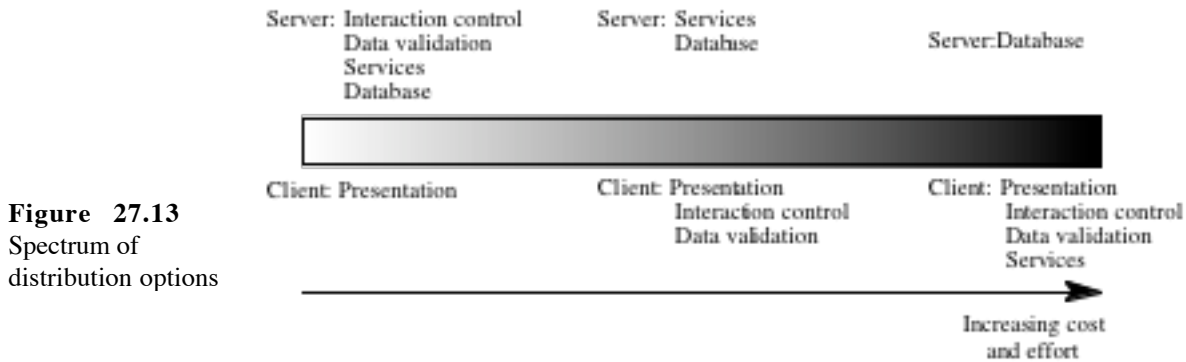 Server: Interaction control
Data validation
Services
Database
Server: Services
Database
Server:Database
Client: Presentation
Client: Presentation
Interaction control
Data validation
Client: Presentation
Interaction control
Data validation
Services
Figure 27.13
Spectrum of
distribution options
Increasing cost
and effort